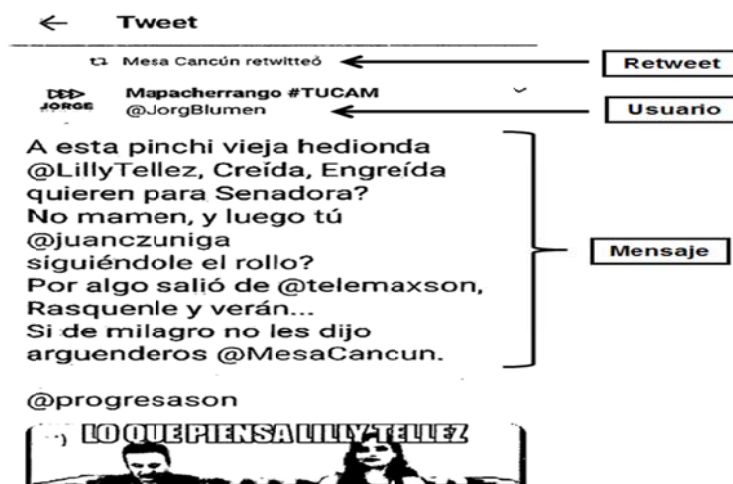 Tweet
Mesa Cancún retwitteó
Retweet
JORGE
Mapacherrango #TUCAM
@JorgBlumen
Usuario
A esta pinchi vieja hedionda
@LillyTellez, Creída, Engreída
quieren para Senadora?
No mamen, y luego tú
@juanczuniga
siguiéndole el rollo?
Por algo salió de @telemaxson,
Rasquenle y verán...
Si de milagro no les dijo
arguenderos @MesaCancun.
Mensaje
@progresason
LO QUE PIENSA LILLY TELLEZ